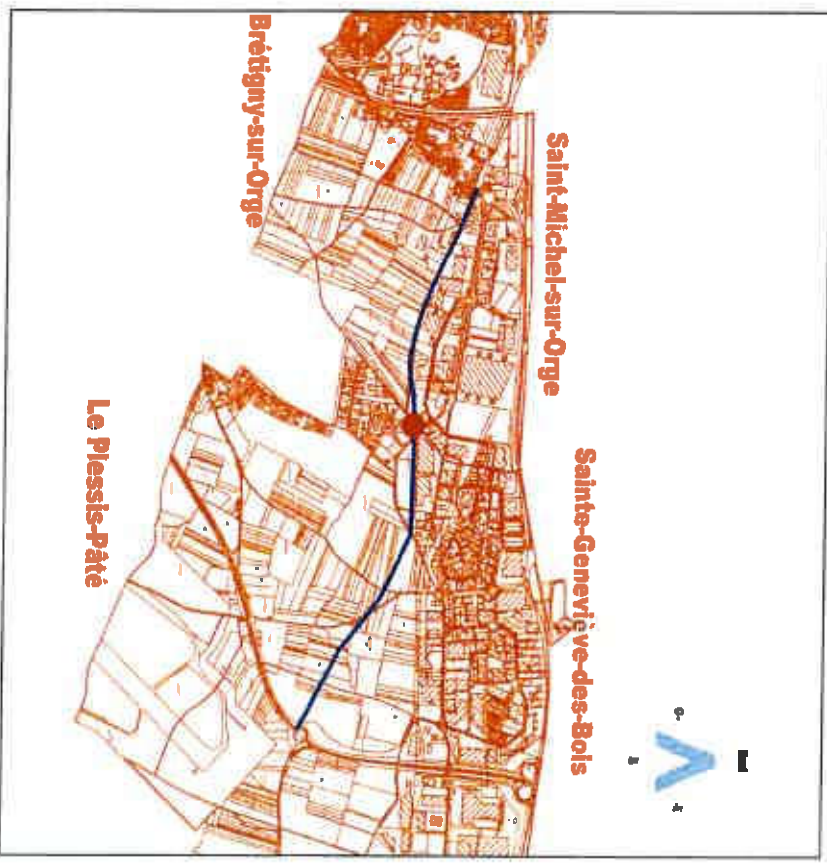 Brétigny-sur-Orge
Saint-Michel-sur-Orge
Le Plessis-Pâté
Sainte-Geneviève-des-Bois